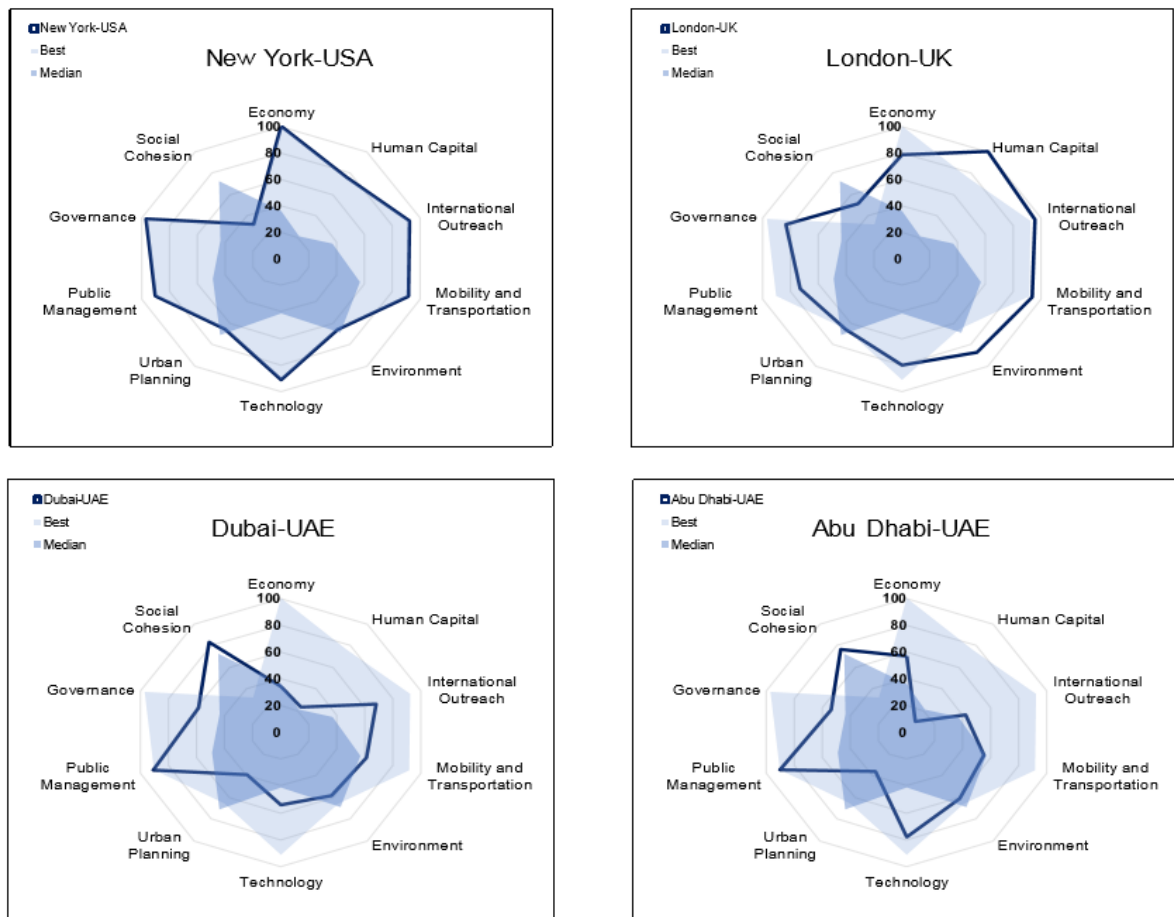 New York-USA
Best
Median
New York-USA
Economy
Human Capital
International
Outreach
Mobility and
Transportation
Environment
Technology
Urban
Planning
Public
Management
Governance
Social
Cohesion
100
80
60
40
20
0
London-UK
Best
Median
London-UK
Economy
Human Capital
International
Outreach
Mobility and
Transportation
Environment
Technology
Urban
Planning
Public
Management
Governance
Social
Cohesion
100
80
60
40
20
0
Dubai-UAE
Best
Median
Dubai-UAE
Economy
Human Capital
International
Outreach
Mobility and
Transportation
Environment
Technology
Urban
Planning
Public
Management
Governance
Social
Cohesion
100
80
60
40
20
0
Abu Dhabi-UAE
Best
Median
Abu Dhabi-UAE
Economy
Human Capital
International
Outreach
Mobility and
Transportation
Environment
Technology
Urban
Planning
Public
Management
Governance
Social
Cohesion
100
80
60
40
20
0